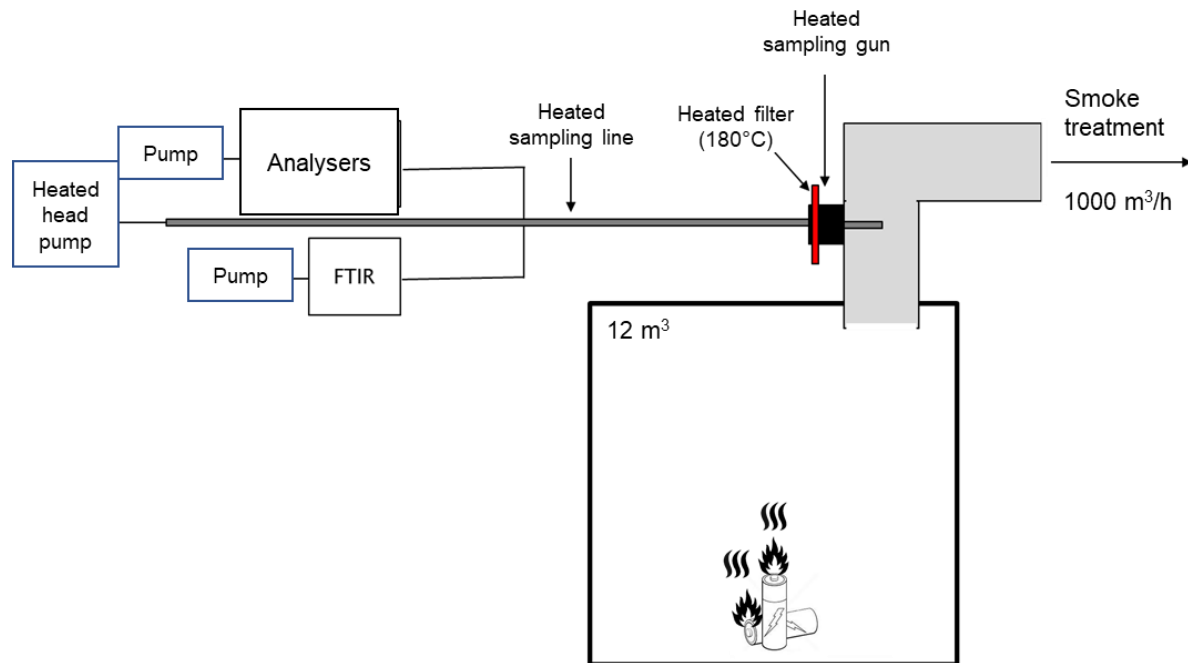 Heated
sampling gun
Heated
sampling line
Heated filter
(180°C)
Smoke
treatment
1000 m³/h
Pump
Analysers
Heated
head
pump
Pump
FTIR
12 m³